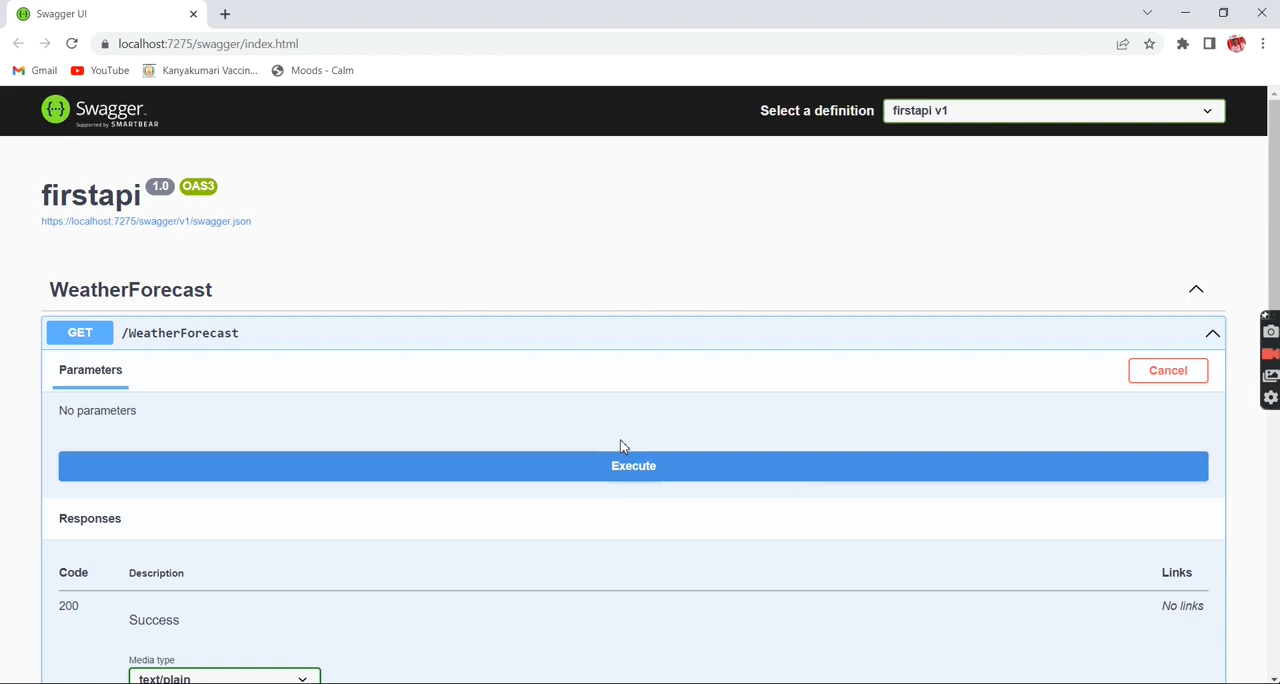 Swagger UI
localhost:7275/swagger/index.html
Gmail
YouTube
Kanyakumari Vaccin...
Moods - Calm
Swagger
Supported by SMARTBEAR
Select a definition
firstapi v1
firstapi 1.0 OAS3
https://localhost:7275/swagger/v1/swagger.json
WeatherForecast
GET /WeatherForecast
Parameters
Cancel
No parameters
Execute
Responses
Code Description Links
200 No links
Success
Media type
text/plain